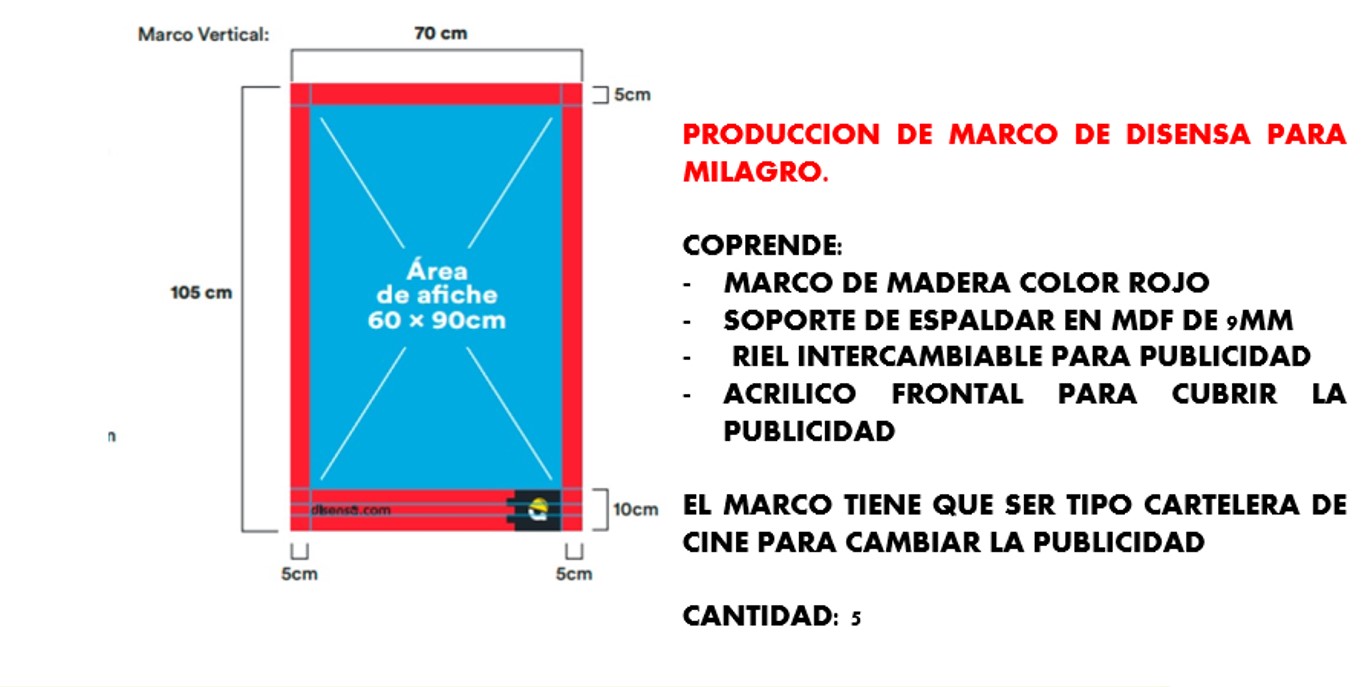 Marco Vertical:
70 cm
5cm
105 cm
Área
de afiche
60 × 90cm
disensa.com
10cm
5cm
5cm
n
PRODUCCION DE MARCO DE DISENSA PARA
MILAGRO.
COPRENDE:
- MARCO DE MADERA COLOR ROJO
- SOPORTE DE ESPALDAR EN MDF DE 9MM
- RIEL INTERCAMBIABLE PARA PUBLICIDAD
- ACRILICO FRONTAL PARA CUBRIR LA
PUBLICIDAD
EL MARCO TIENE QUE SER TIPO CARTELERA DE
CINE PARA CAMBIAR LA PUBLICIDAD
CANTIDAD: 5